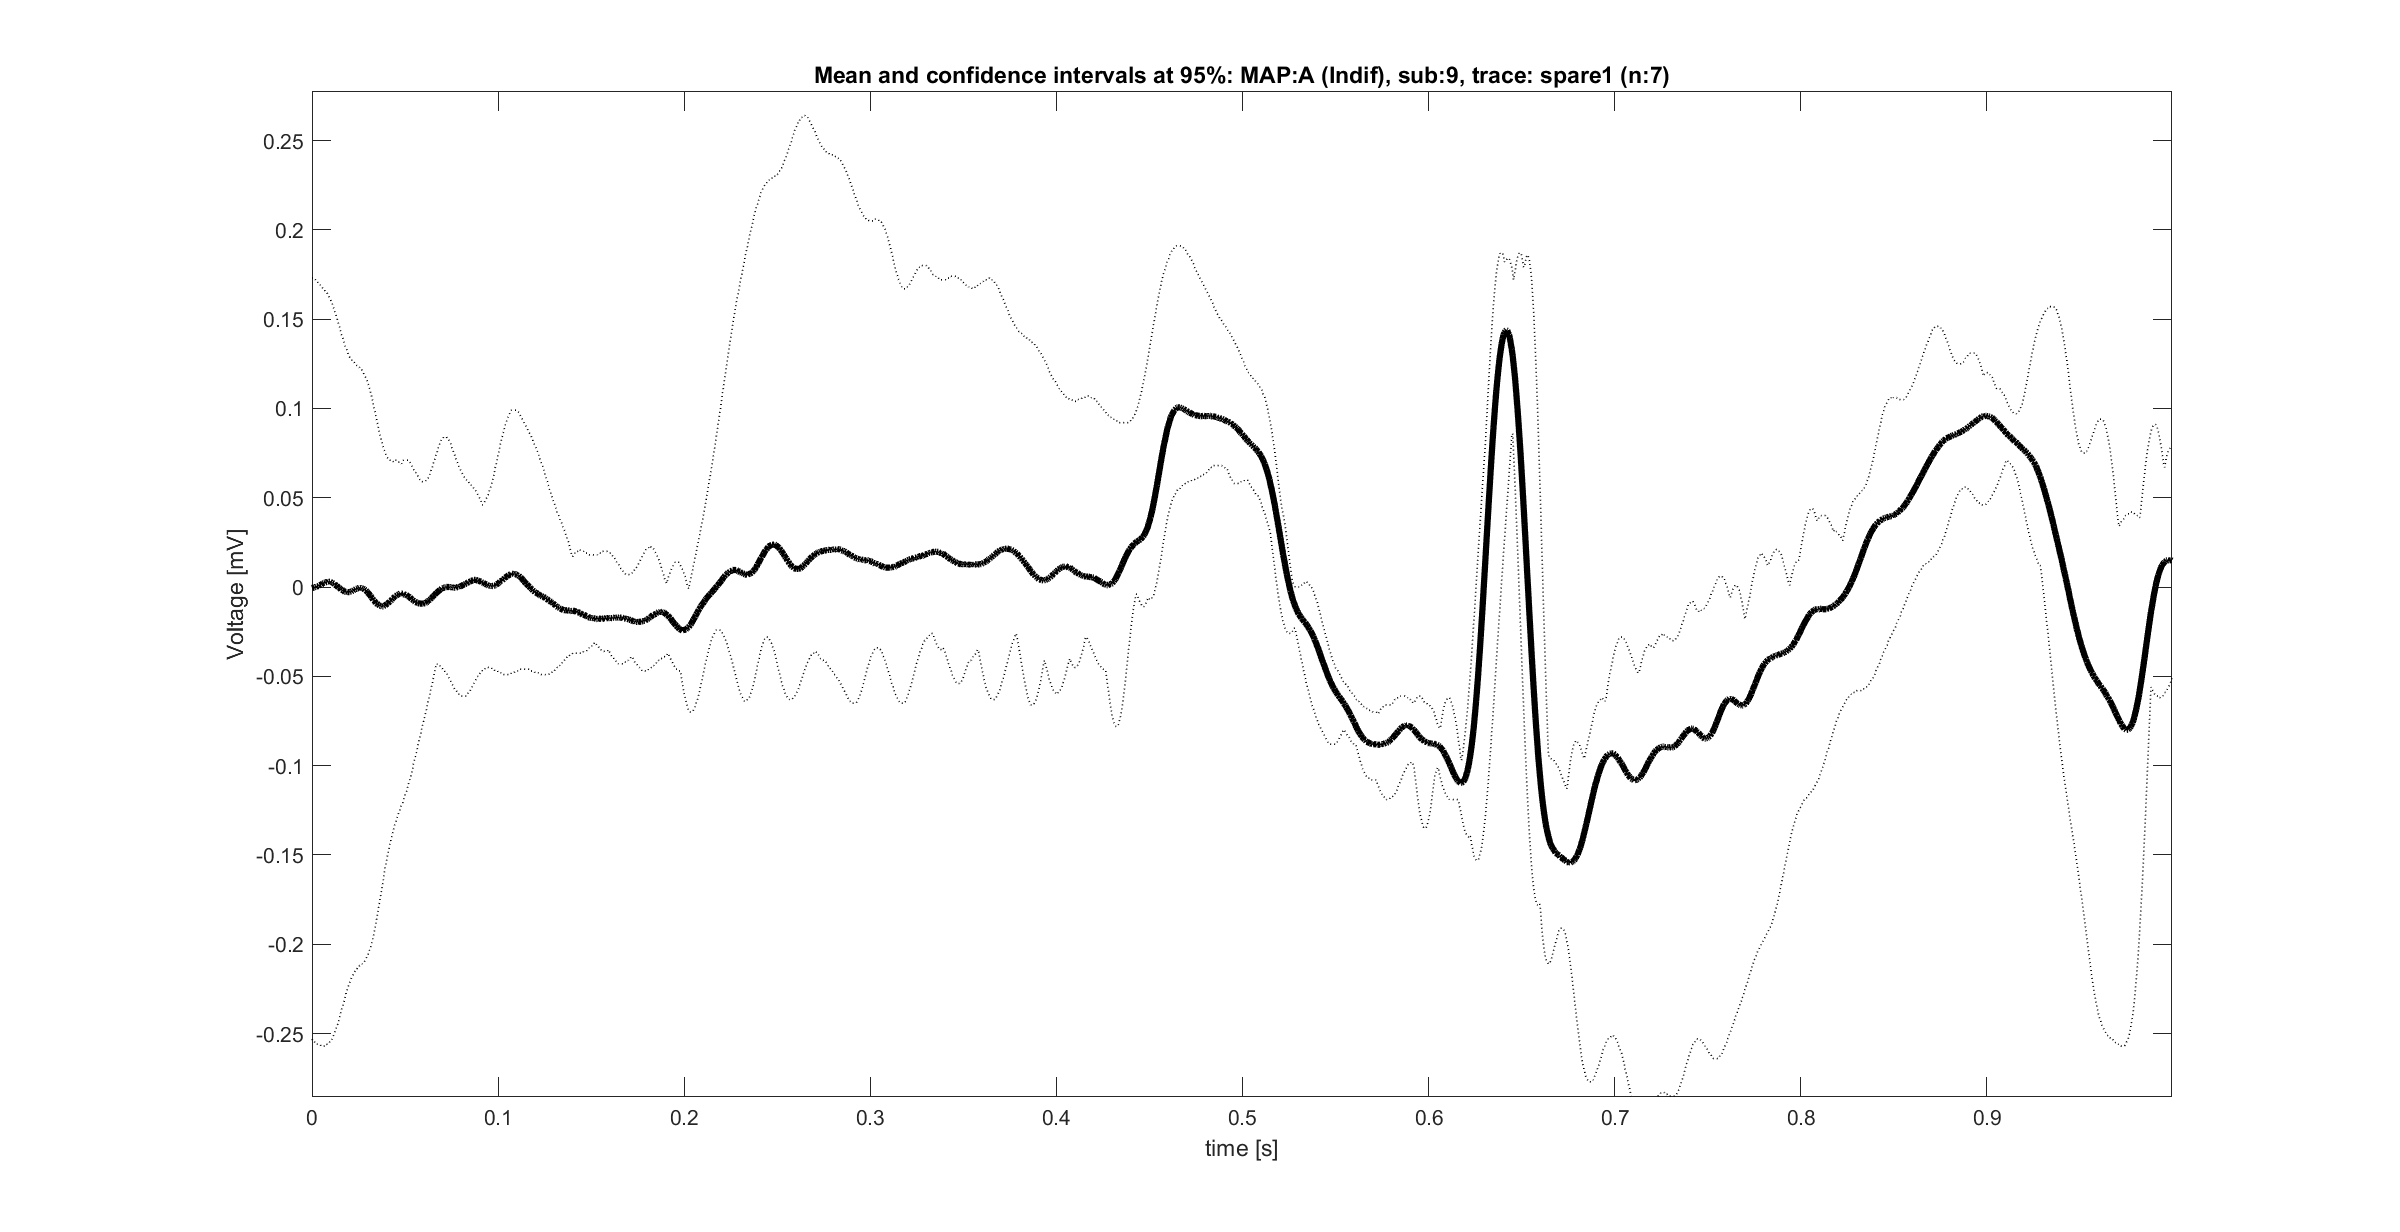 Mean and confidence intervals at 95%: MAP:A (Indif), sub:9, trace: spare1 (n:7)
0.25
0.2
0.15
0.1
0.05
0
-0.05
-0.1
-0.15
-0.2
-0.25
Voltage [mV]
0 0.1 0.2 0.3 0.4 0.5 0.6 0.7 0.8 0.9
time [s]